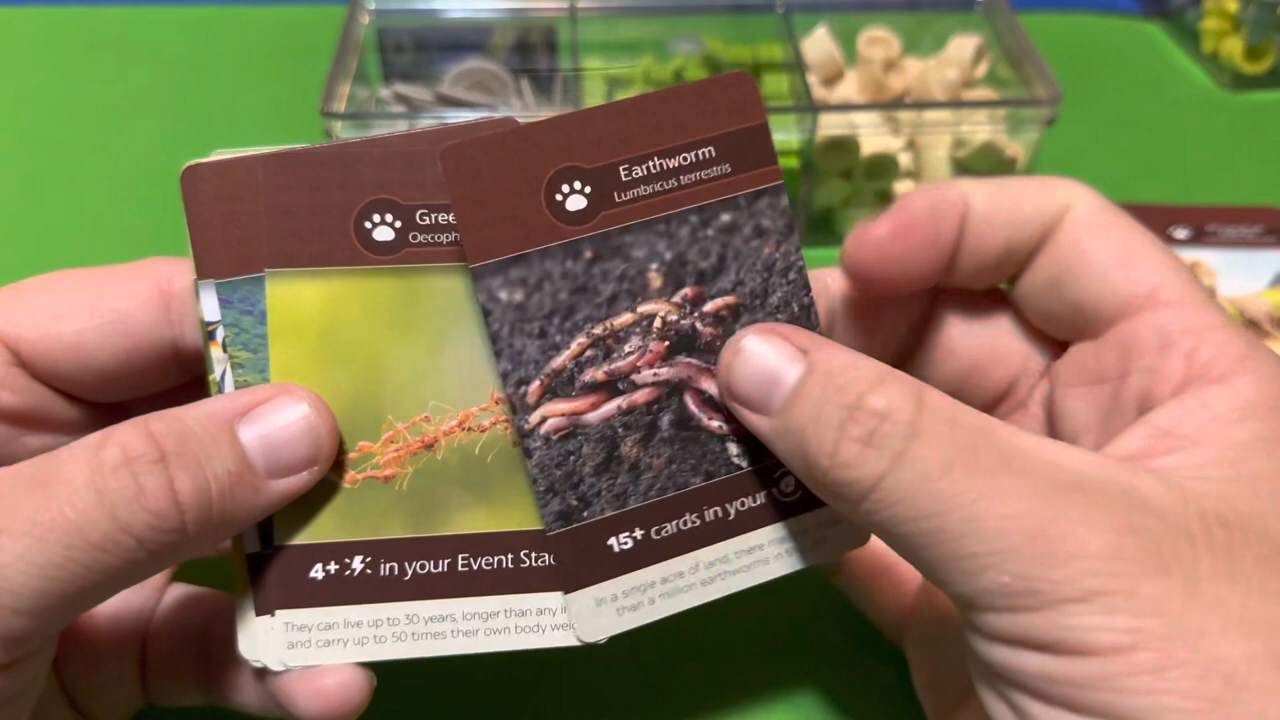 Gree
Oecoph
4+ in your Event Stac
They can live up to 30 years, longer than any i
and carry up to 50 times their own body weig
Earthworm
Lumbricus terrestris
15+ cards in your
In a single acre of land, there m
than a million earthworms in